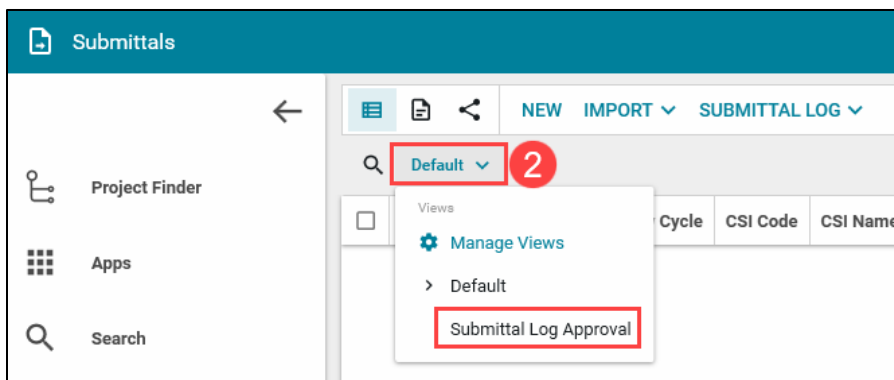 Submittals
NEW IMPORT SUBMITTAL LOG
Default 2
Project Finder
Views
Cycle CSI Code CSI Name
Manage Views
Apps
Default
Submittal Log Approval
Search